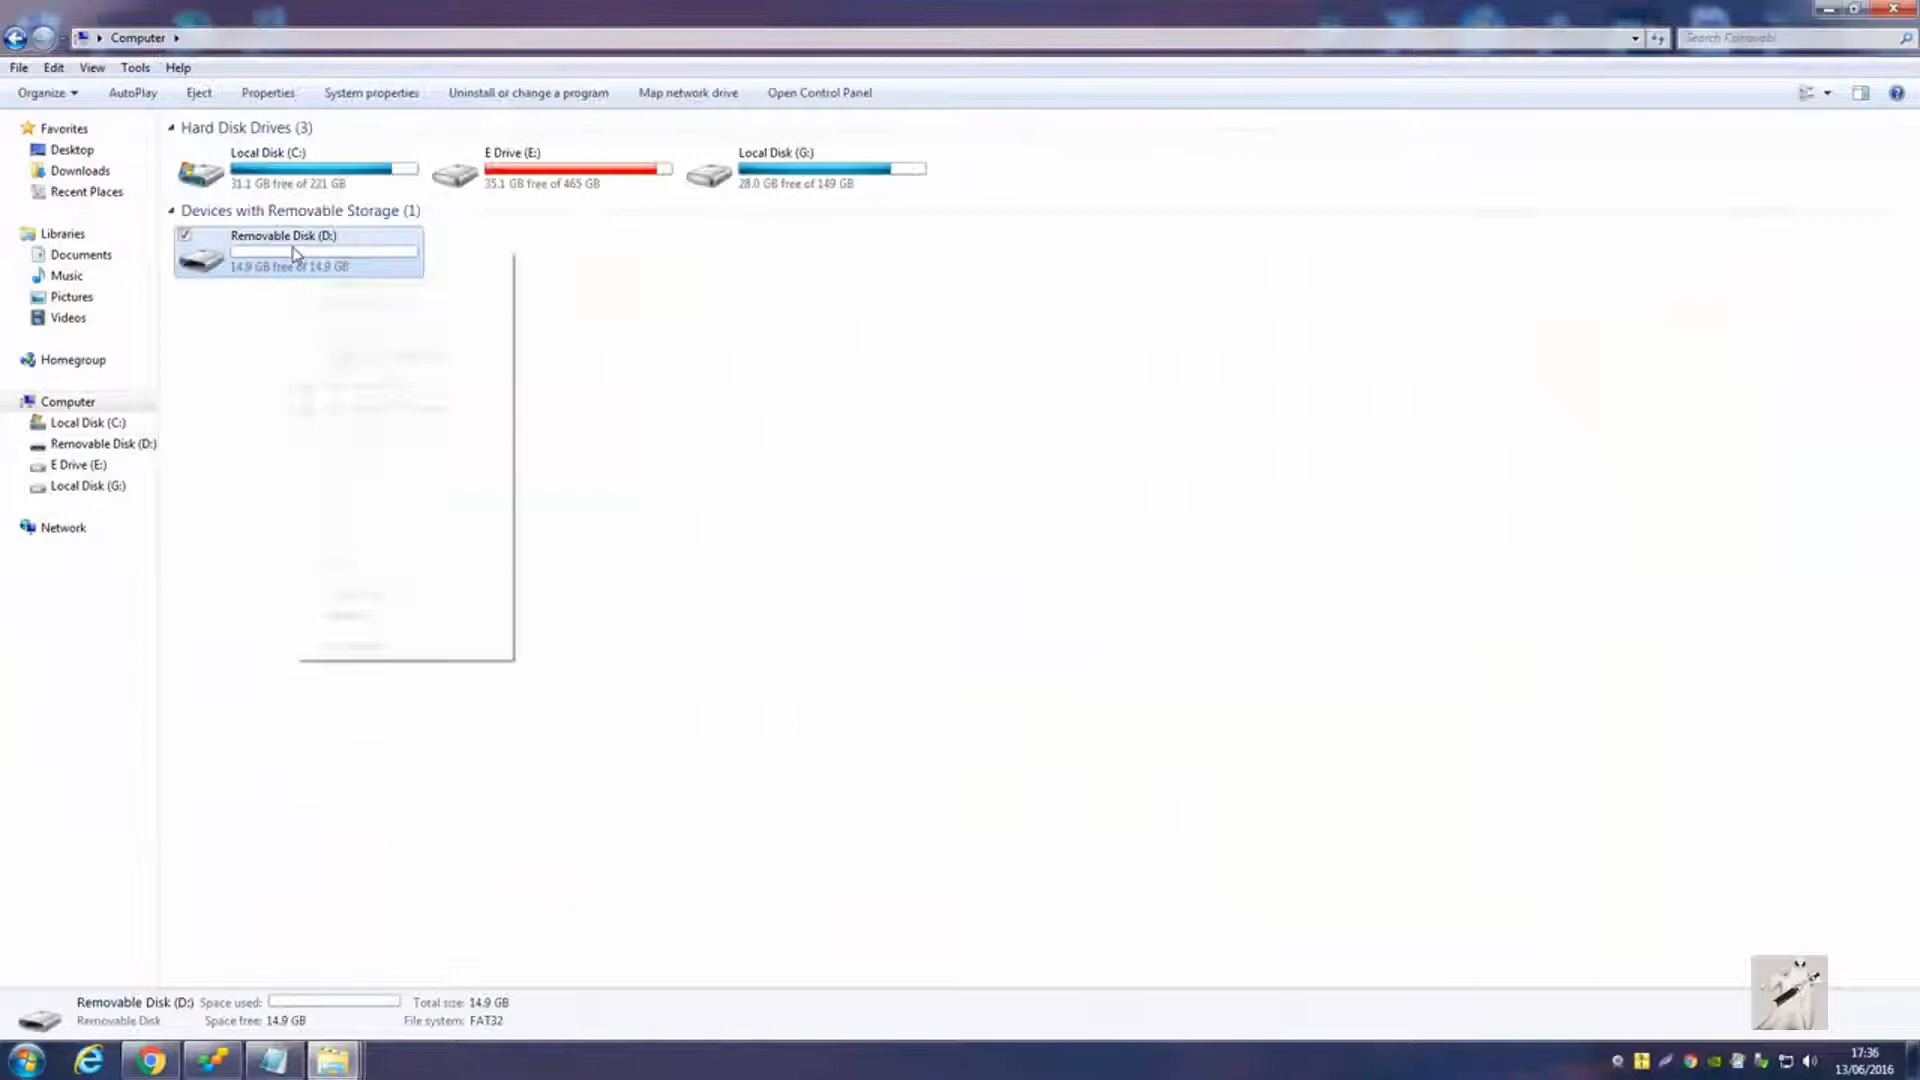 Computer
Search Computer
File Edit View Tools Help
Organize AutoPlay Eject Properties System properties Uninstall or change a program Map network drive Open Control Panel
Favorites
Desktop
Downloads
Recent Places
Libraries
Documents
Music
Pictures
Videos
Homegroup
Computer
Local Disk (C:)
Removable Disk (D:)
E Drive (E:)
Local Disk (G:)
Network
Hard Disk Drives (3)
Local Disk (C:)
31.1 GB free of 221 GB
E Drive (E:)
35.1 GB free of 465 GB
Local Disk (G:)
28.0 GB free of 149 GB
Devices with Removable Storage (1)
Removable Disk (D:)
14.9 GB free of 14.9 GB
Removable Disk (D:) Space used: Total size: 14.9 GB
Removable Disk Space free: 14.9 GB File system: FAT32
17:36
13/06/2016